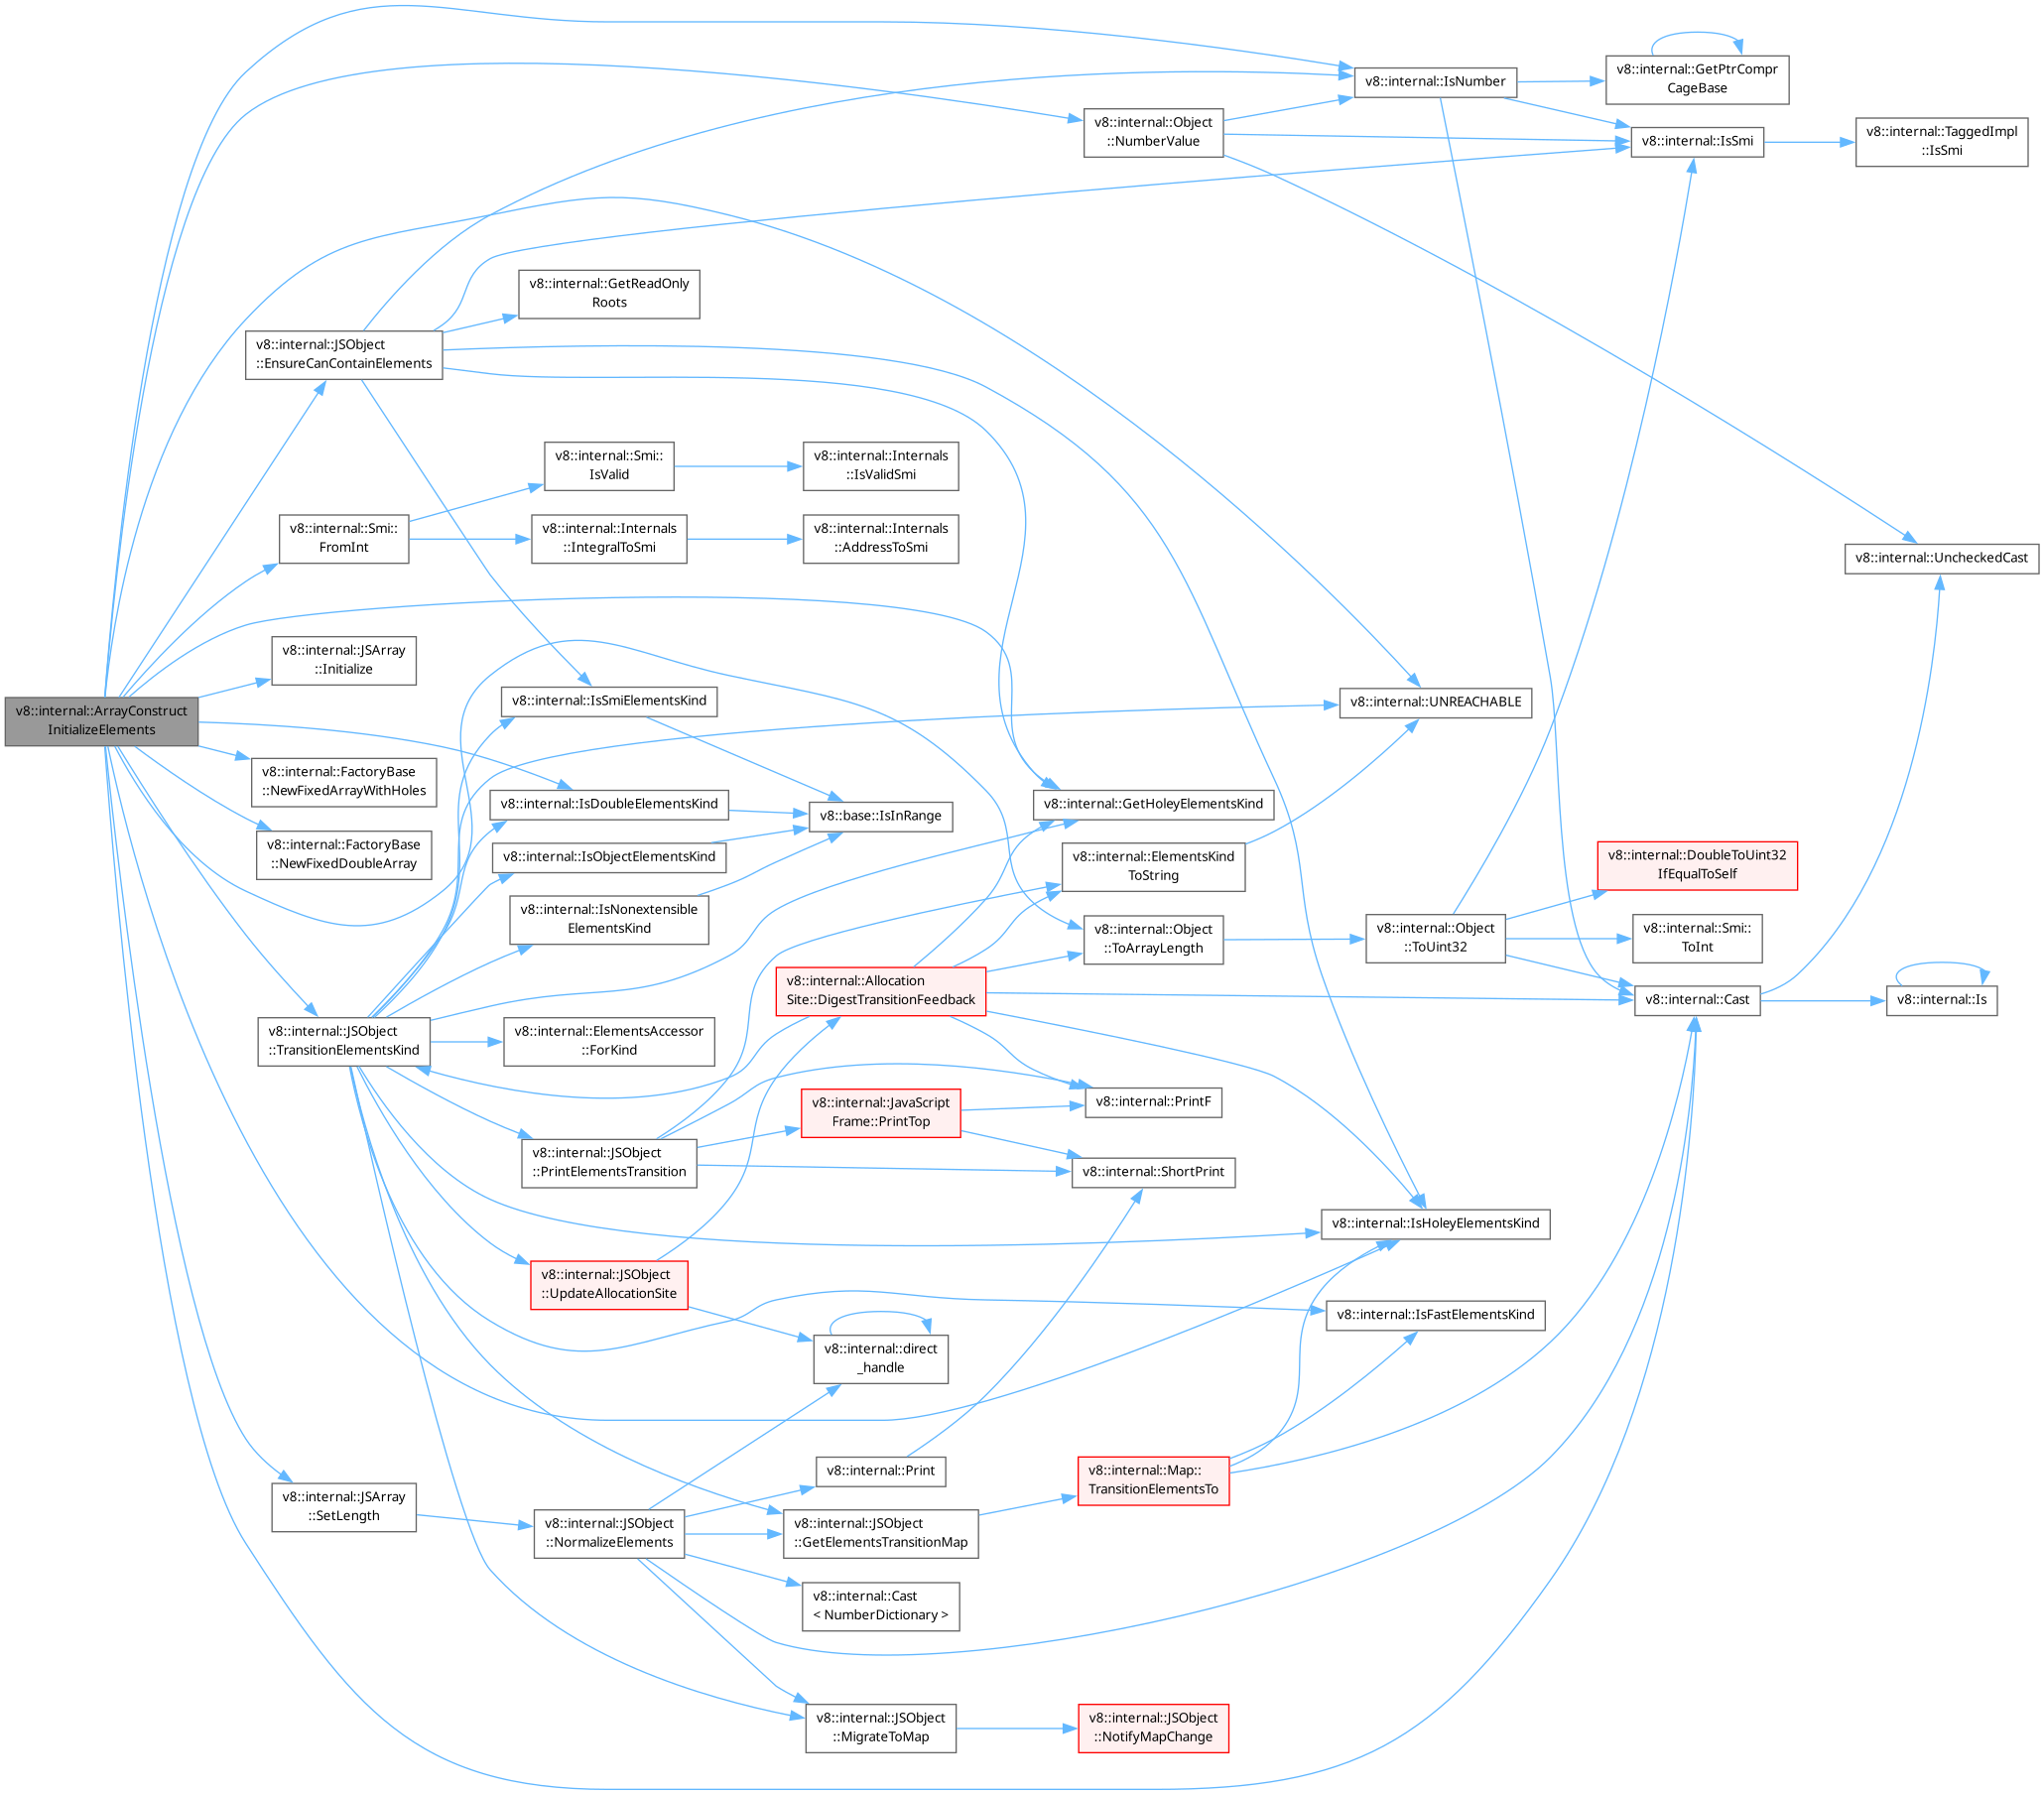 v8::internal::ArrayConstruct
InitializeElements
v8::internal::JSObject
::EnsureCanContainElements
v8::internal::Smi::
FromInt
v8::internal::JSArray
::Initialize
v8::internal::FactoryBase
::NewFixedArrayWithHoles
v8::internal::FactoryBase
::NewFixedDoubleArray
v8::internal::JSObject
::TransitionElementsKind
v8::internal::JSArray
::SetLength
v8::internal::GetReadOnly
Roots
v8::internal::Smi::
IsValid
v8::internal::Internals
::IntegralToSmi
v8::internal::IsSmiElementsKind
v8::internal::IsDoubleElementsKind
v8::internal::IsObjectElementsKind
v8::internal::IsNonextensible
ElementsKind
v8::internal::ElementsAccessor
::ForKind
v8::internal::JSObject
::PrintElementsTransition
v8::internal::JSObject
::UpdateAllocationSite
v8::internal::JSObject
::NormalizeElements
v8::internal::Internals
::IsValidSmi
v8::internal::Internals
::AddressToSmi
v8::base::IsInRange
v8::internal::Allocation
Site::DigestTransitionFeedback
v8::internal::JavaScript
Frame::PrintTop
v8::internal::direct
_handle
v8::internal::Print
v8::internal::JSObject
::GetElementsTransitionMap
v8::internal::Cast
< NumberDictionary >
v8::internal::JSObject
::MigrateToMap
v8::internal::Object
::NumberValue
v8::internal::GetHoleyElementsKind
v8::internal::ElementsKind
ToString
v8::internal::Object
::ToArrayLength
v8::internal::PrintF
v8::internal::ShortPrint
v8::internal::Map::
TransitionElementsTo
v8::internal::JSObject
::NotifyMapChange
v8::internal::IsNumber
v8::internal::UNREACHABLE
v8::internal::Object
::ToUint32
v8::internal::IsHoleyElementsKind
v8::internal::IsFastElementsKind
v8::internal::GetPtrCompr
CageBase
v8::internal::IsSmi
v8::internal::DoubleToUint32
IfEqualToSelf
v8::internal::Smi::
ToInt
v8::internal::Cast
v8::internal::TaggedImpl
::IsSmi
v8::internal::UncheckedCast
v8::internal::Is